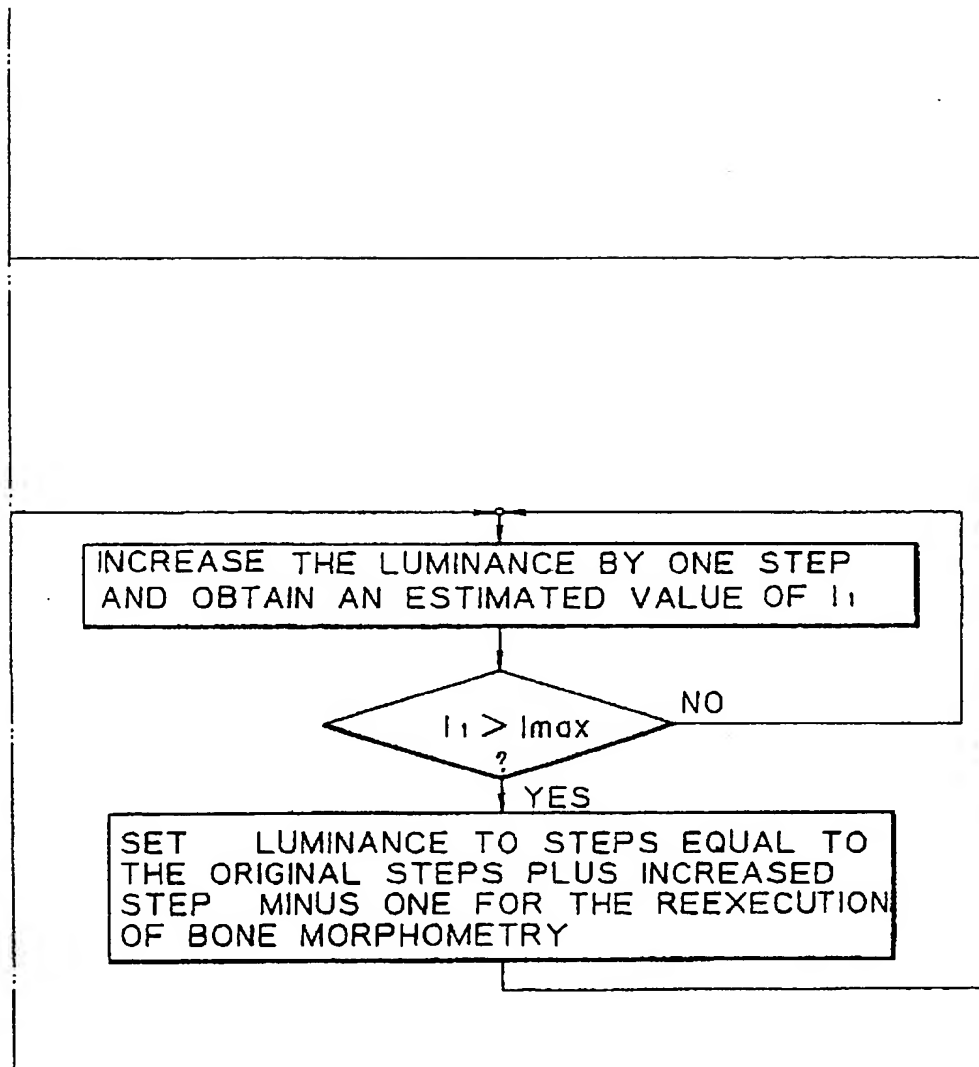 INCREASE THE LUMINANCE BY ONE STEP
AND OBTAIN AN ESTIMATED VALUE OF I₁
NO
I₁ > Imax
?
YES
SET LUMINANCE TO STEPS EQUAL TO
THE ORIGINAL STEPS PLUS INCREASED
STEP MINUS ONE FOR THE REEXECUTION
OF BONE MORPHOMETRY